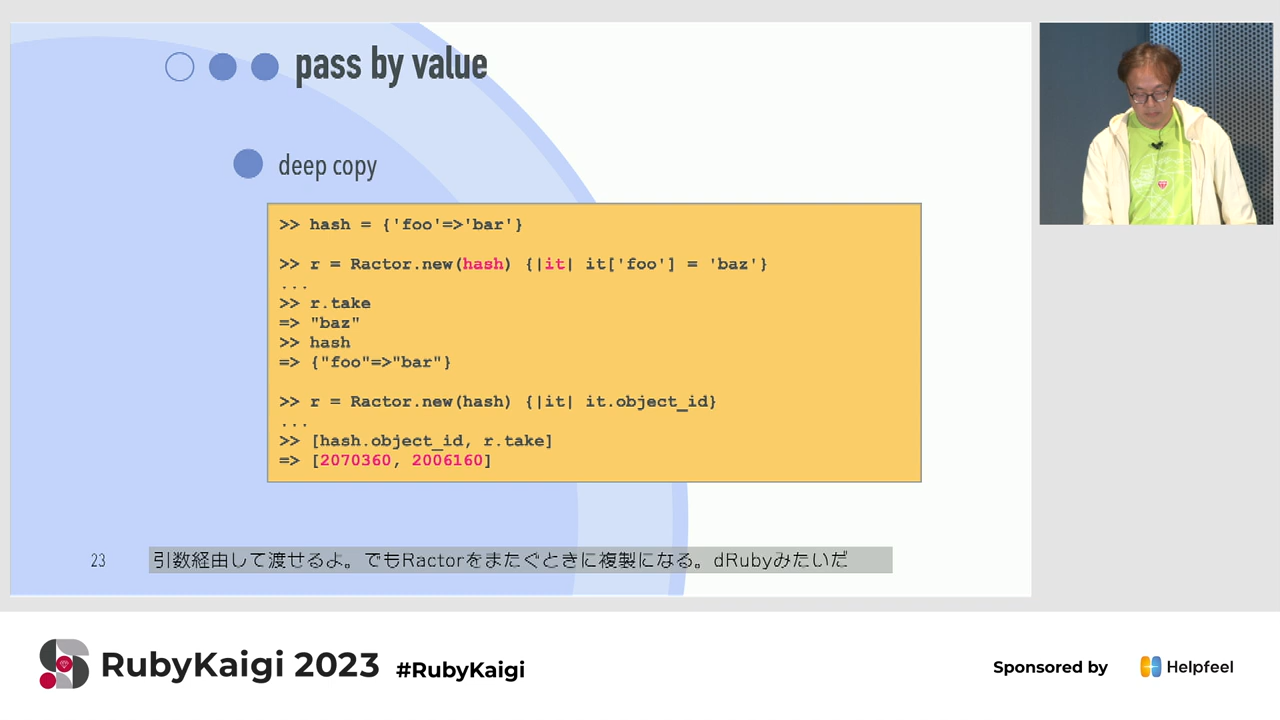 pass by value
deep copy
>> hash = {'foo'=>'bar'}
>> r = Ractor.new(hash) {|it| it['foo'] = 'baz'}
...
>> r.take
=> "baz"
>> hash
=> {"foo"=>"bar"}
>> r = Ractor.new(hash) {|it| it.object_id}
...
>> [hash.object_id, r.take]
=> [2070360, 2006160]
23
引数経由して渡せるよ。でもRactorをまたぐときに複製になる。dRubyみたいだ
RubyKaigi 2023 #RubyKaigi
Sponsored by Helpfeel